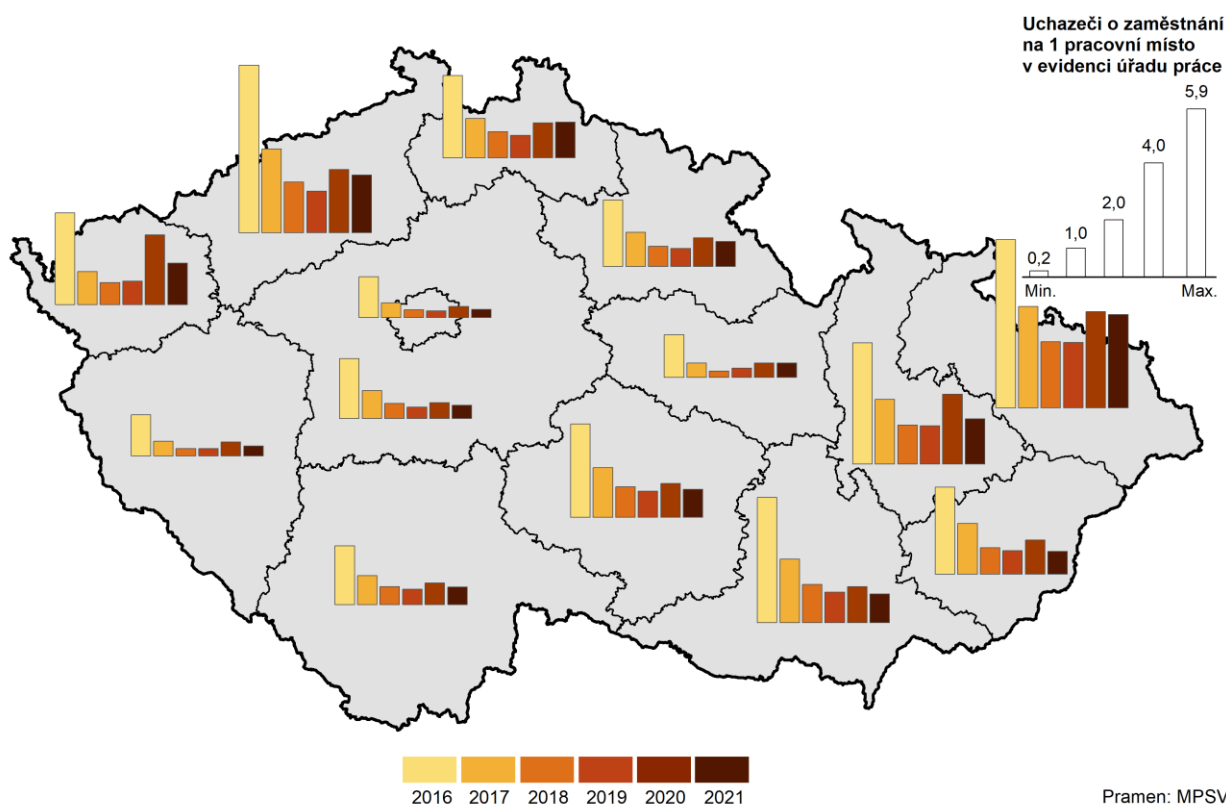 Uchazeči o zaměstnání
na 1 pracovní místo
v evidenci úřadu práce
5,9
4,0
2,0
1,0
0,2
Min. Max.
2016 2017 2018 2019 2020 2021
Pramen: MPSV